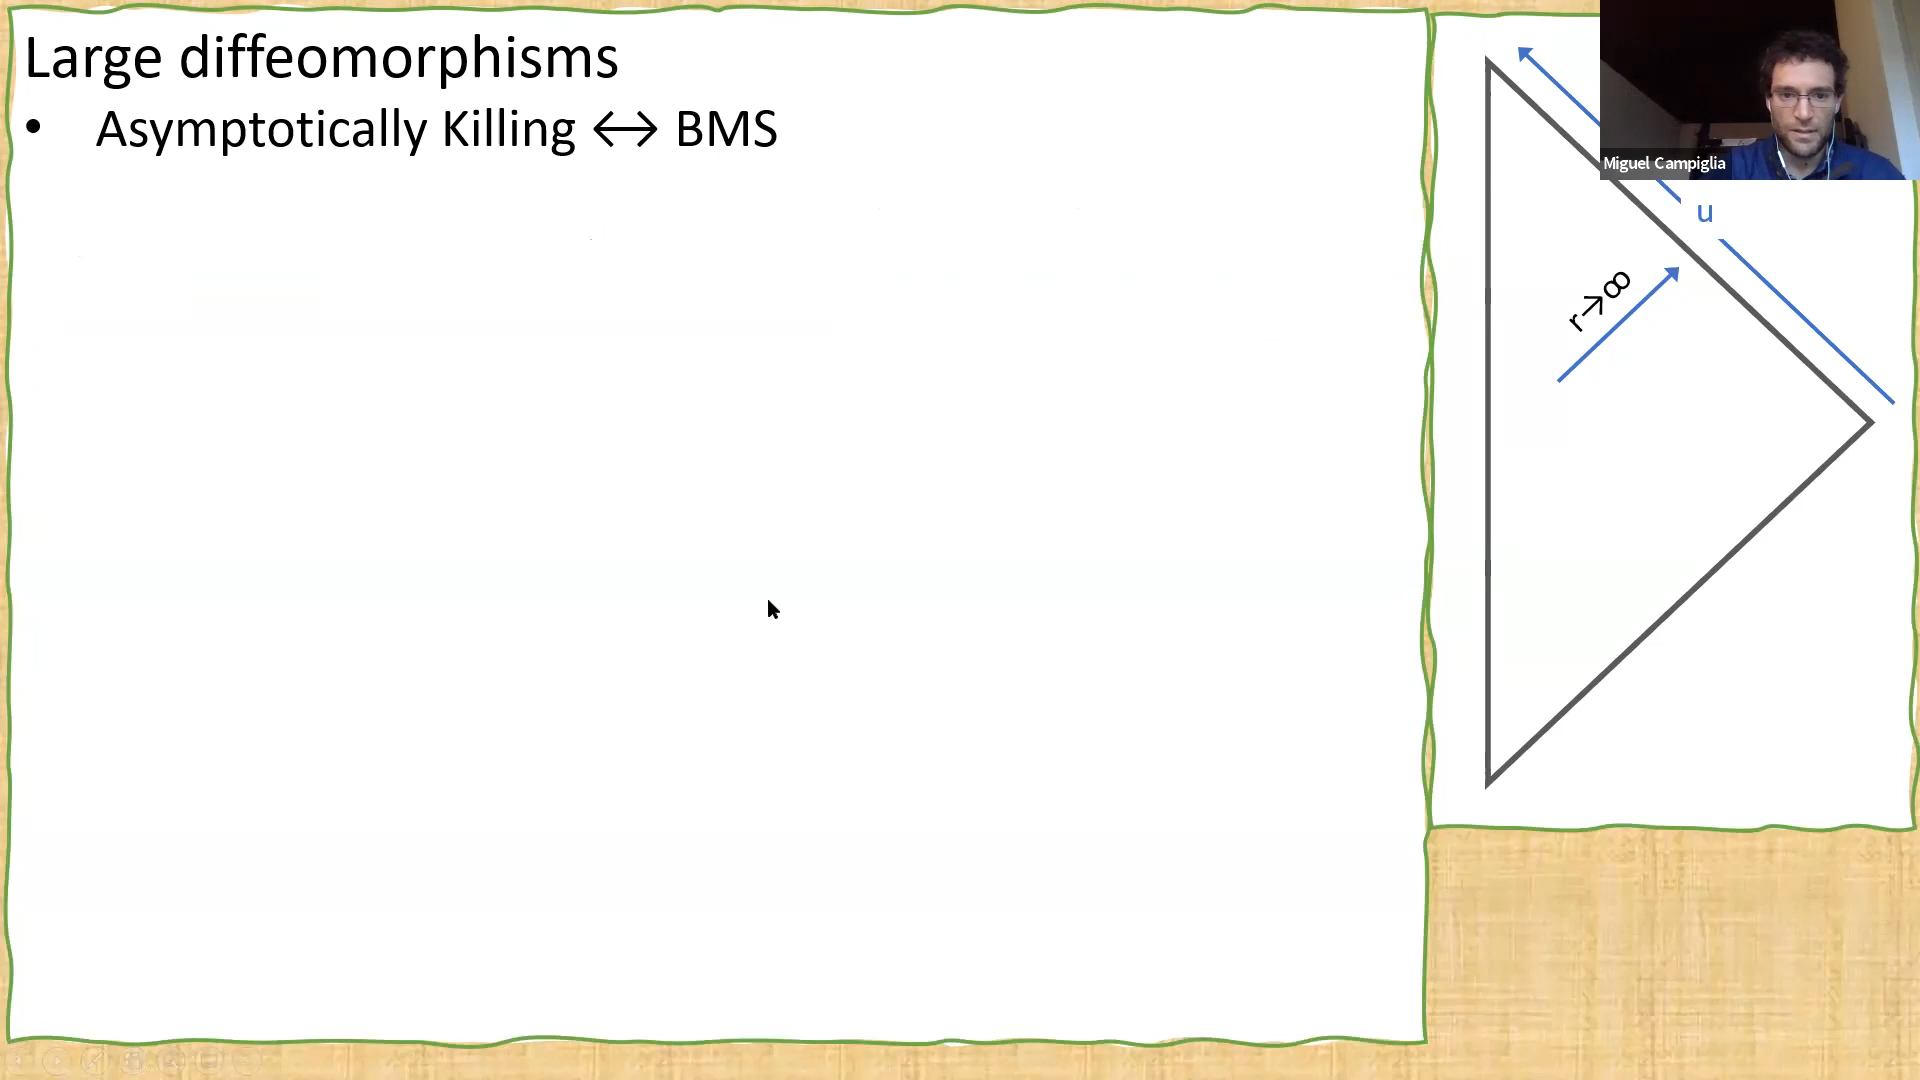 Large diffeomorphisms
• Asymptotically Killing ↔ BMS
Miguel Campiglia
u
r→∞